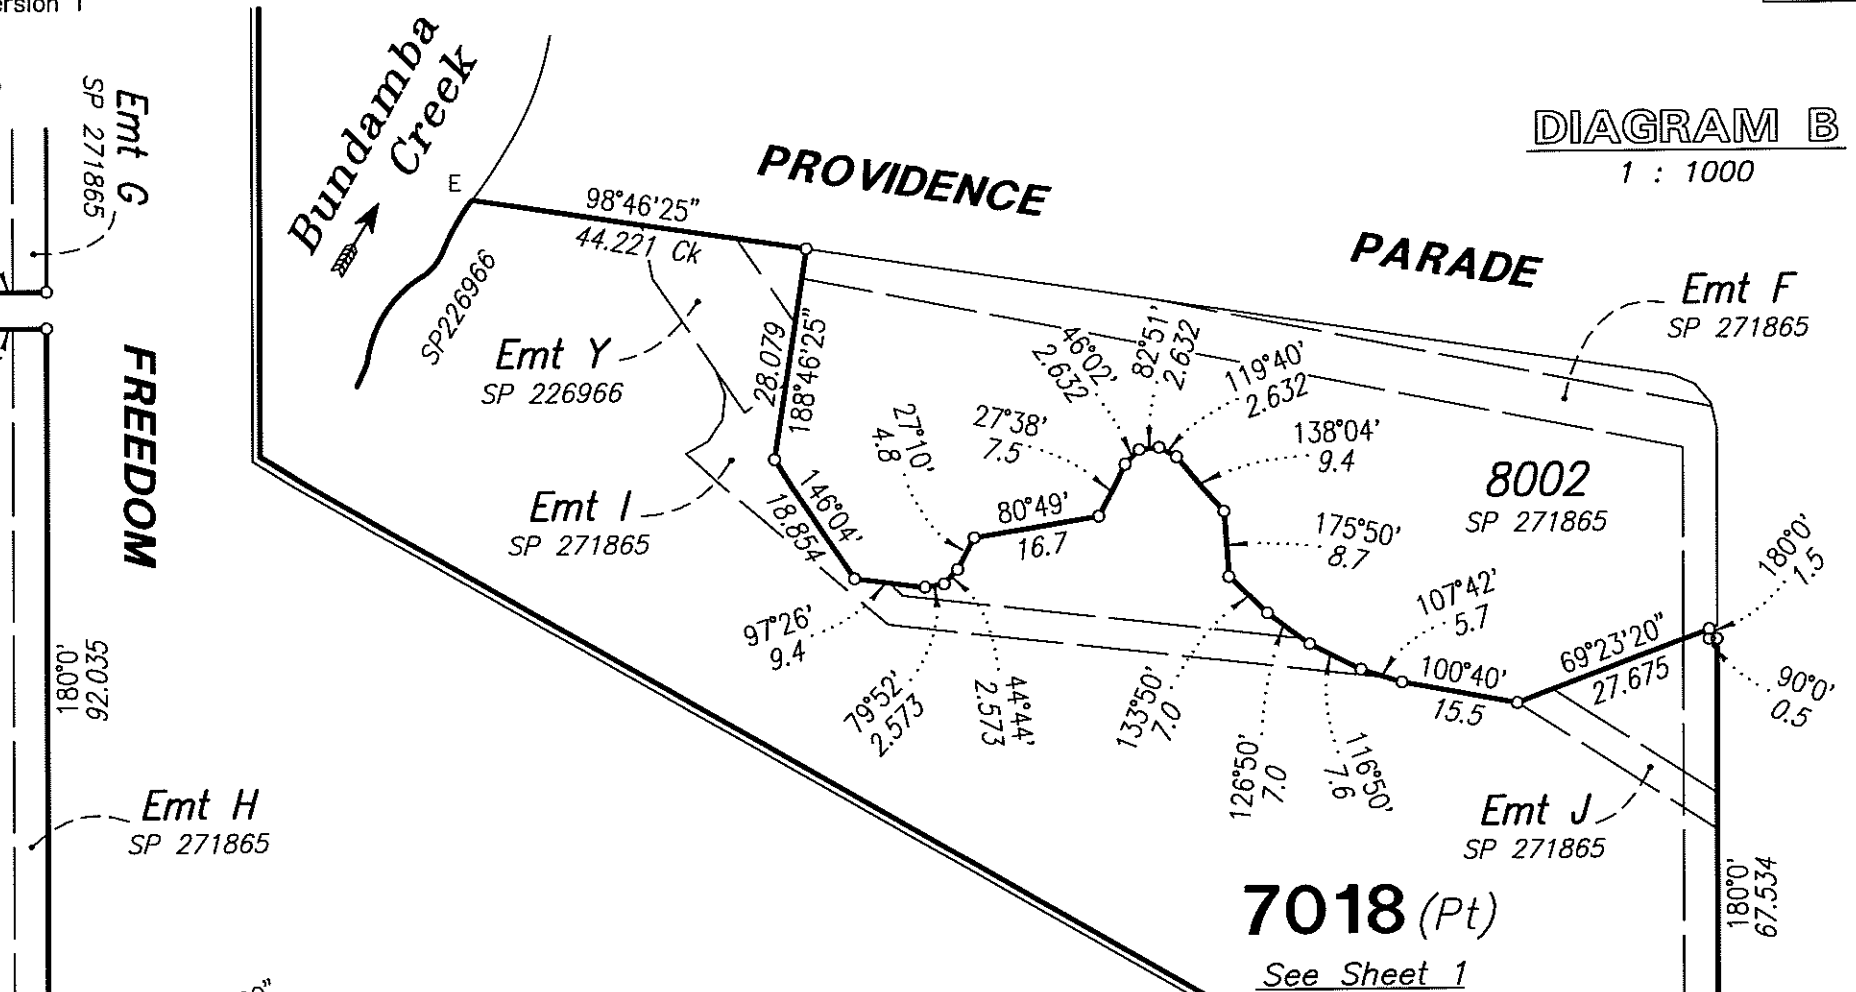 ersion 1
DIAGRAM B
1 : 1000
Bundamba
Creek
E
PROVIDENCE
PARADE
Emt G
SP 271865
98°46'25"
44.221 Ck
SP226966
Emt Y
SP 226966
28.079
188°46'25"
Emt F
SP 271865
46°02'
2.632
82°51'
2.632
119°40'
2.632
27°10'
4.8
27°38'
7.5
138°04'
9.4
8002
SP 271865
FREEDOM
Emt I
SP 271865
146°04'
18.854
80°49'
16.7
175°50'
8.7
180°0'
1.5
97°26'
9.4
79°52'
2.573
44°44'
2.573
133°50'
7.0
126°50'
7.0
116°50'
7.6
107°42'
5.7
100°40'
15.5
69°23'20"
27.675
90°0'
0.5
180°0'
926.035
Emt H
SP 271865
Emt J
SP 271865
7018 (Pt)
See Sheet 1
180°0'
67.534